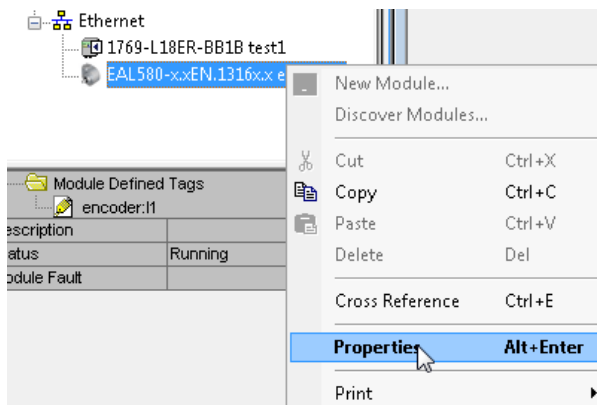 Ethernet
1769-L18ER-BB1B test1
EAL580-x.xEN.1316x.x e
New Module...
Discover Modules...
Cut Ctrl+X
Copy Ctrl+C
Paste Ctrl+V
Delete Del
Cross Reference Ctrl+E
Properties Alt+Enter
Print
Module Defined Tags
encoder:I1
escription
atus Running
odule Fault